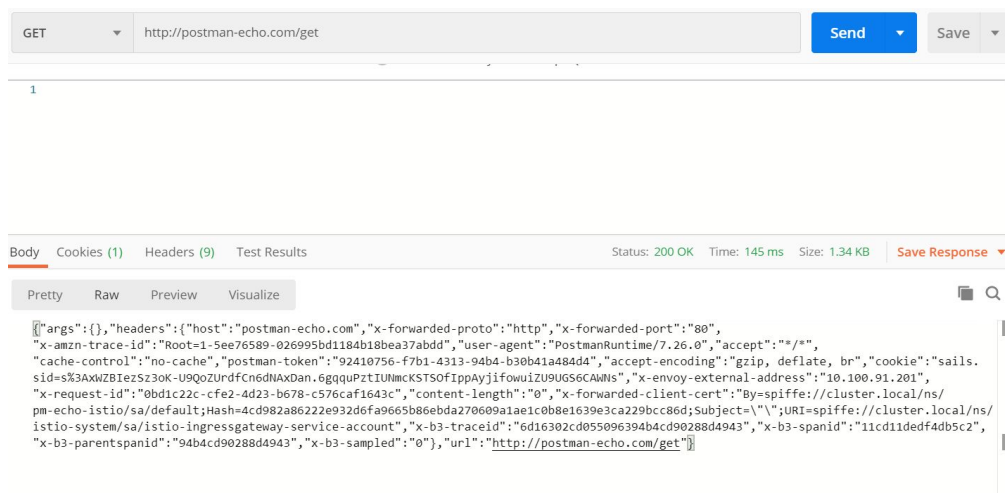 GET http://postman-echo.com/get Send Save
1
Body Cookies (1) Headers (9) Test Results Status: 200 OK Time: 145 ms Size: 1.34 KB Save Response
Pretty Raw Preview Visualize
{"args":{},"headers":{"host":"postman-echo.com","x-forwarded-proto":"http","x-forwarded-port":"80",
"x-amzn-trace-id":"Root=1-5ee76589-026995bd1184b18bea37abdd","user-agent":"PostmanRuntime/7.26.0","accept":"*/*",
"cache-control":"no-cache","postman-token":"92410756-f7b1-4313-94b4-b30b41a484d4","accept-encoding":"gzip, deflate, br","cookie":"sails.
sid=s%3AxWZBIezSz3oK-U9QoZUrdfCn6dNAxDan.6gqquPztIUNmcKSTSOfIppAyjifowuiZU9UGS6CAWNs","x-envoy-external-address":"10.100.91.201",
"x-request-id":"0bd1c22c-cfe2-4d23-b678-c576caf1643c","content-length":"0","x-forwarded-client-cert":"By=spiffe://cluster.local/ns/
pm-echo-istio/sa/default;Hash=4cd982a86222e932d6fa9665b86ebda270609a1ae1c0b8e1639e3ca229bcc86d;Subject=\"\";URI=spiffe://cluster.local/ns/
istio-system/sa/istio-ingressgateway-service-account","x-b3-traceid":"6d16302cd055096394b4cd90288d4943","x-b3-spanid":"11cd11dedf4db5c2",
"x-b3-parentspanid":"94b4cd90288d4943","x-b3-sampled":"0"},"url":"http://postman-echo.com/get"}